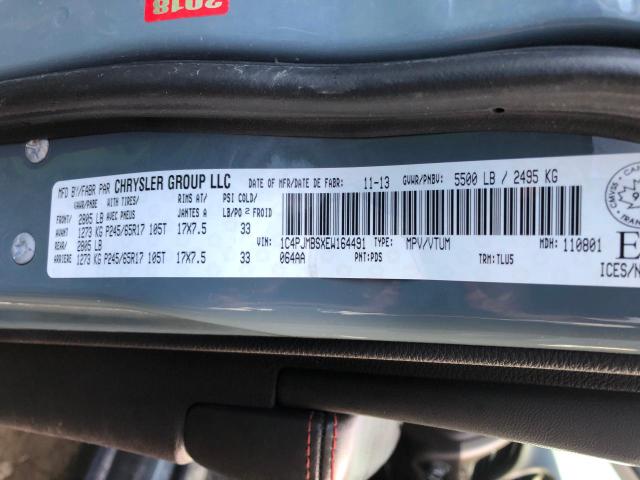 2018
MFD BY/FABR PAR CHRYSLER GROUP LLC DATE OF MFR/DATE DE FABR: 11-13 GVWR/PNBV: 5500 LB / 2495 KG
GAWR/PNBE WITH TIRES/ RIMS AT/ PSI COLD/
FRONT/ 2805 LB AVEC PNEUS JANTES A LB/PO 2 FROID
AVANT 1273 KG P245/65R17 105T 17X7.5 33
REAR/ 2805 LB
ARRIERE 1273 KG P245/65R17 105T 17X7.5 33
VIN: 1C4PJMBSXEW164491 TYPE: MPV/VTUM MDH: 110801
064AA PNT:PDS TRM:TLU5
ICES/N